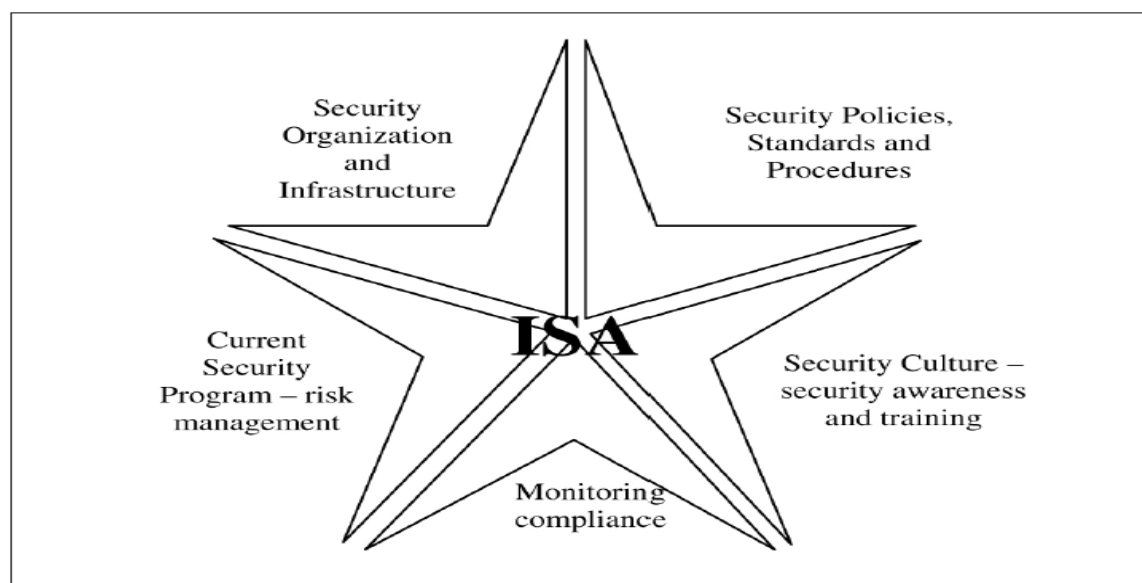 Security
Organization
and
Infrastructure
Security Policies,
Standards and
Procedures
ISA
Current
Security
Program – risk
management
Security Culture –
security awareness
and training
Monitoring
compliance